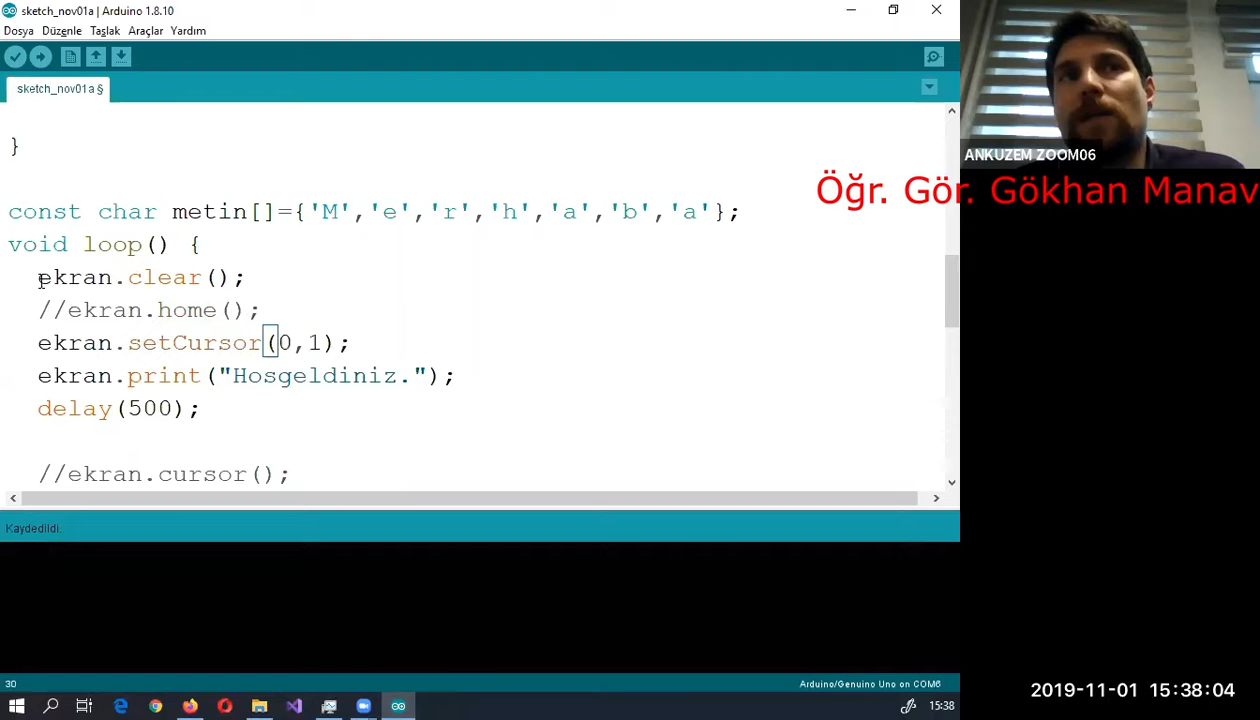 sketch_nov01a | Arduino 1.8.10
Dosya Düzenle Taslak Araçlar Yardım
sketch_nov01a §
}
ANKUZEM ZOOM06
Öğr. Gör. Gökhan Manav
const char metin[]={'M','e','r','h','a','b','a'};
void loop() {
ekran.clear();
//ekran.home();
ekran.setCursor(0,1);
ekran.print("Hosgeldiniz.");
delay(500);
//ekran.cursor();
Kaydedildi.
30
Arduino/Genuino Uno on COM6
2019-11-01 15:38:04
15:38